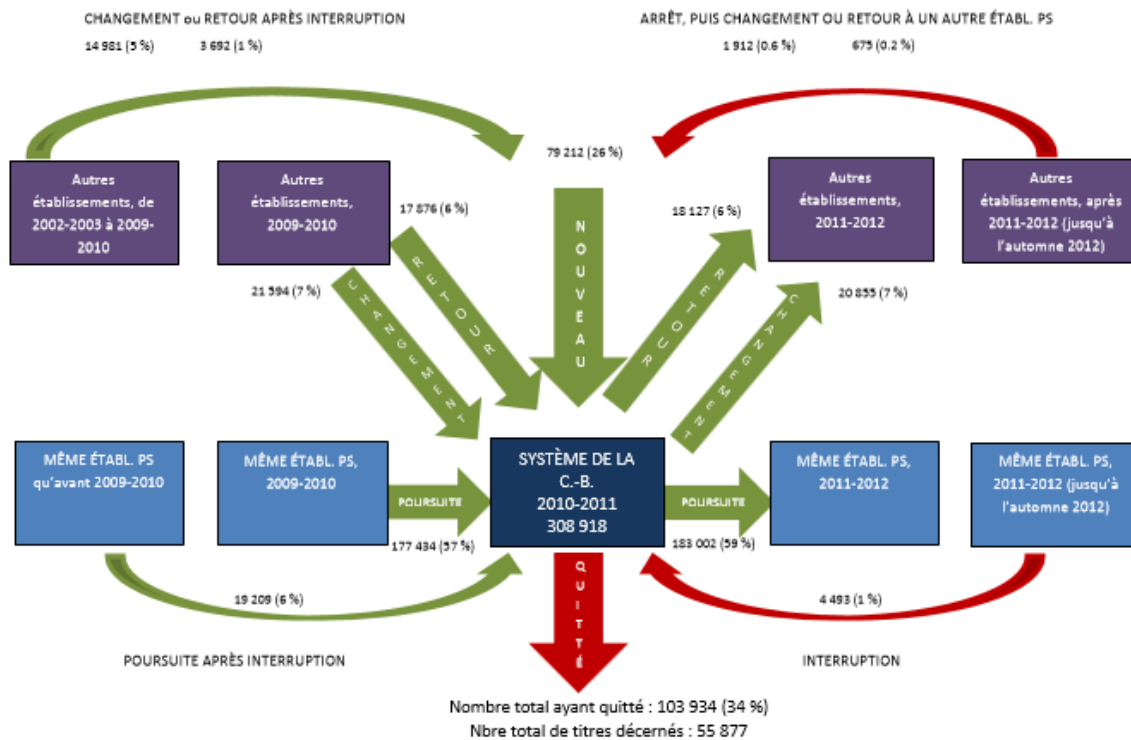 CHANGEMENT ou RETOUR APRÈS INTERRUPTION
14 981 (5 %) 3 692 (1 %)
ARRÊT, PUIS CHANGEMENT OU RETOUR À UN AUTRE ÉTABL. PS
1 912 (0.6 %) 675 (0.2 %)
79 212 (26 %)
Autres
établissements, de
2002-2003 à 2009-
2010
Autres
établissements,
2009-2010
17 876 (6 %)
21 594 (7 %)
CHANGEMENT
RETOUR
NOUVEAU
18 127 (6 %)
RETOUR
CHANGEMENT
Autres
établissements,
2011-2012
20 855 (7 %)
Autres
établissements, après
2011-2012 (jusqu'à
l'automne 2012)
MÊME ÉTABL. PS
qu'avant 2009-2010
MÊME ÉTABL. PS,
2009-2010
POURSUITE
177 434 (57 %)
SYSTÈME DE LA
C.-B.
2010-2011
308 918
POURSUITE
183 002 (59 %)
MÊME ÉTABL. PS,
2011-2012
MÊME ÉTABL. PS,
2011-2012 (jusqu'à
l'automne 2012)
19 209 (6 %)
QUITTÉ
4 493 (1 %)
POURSUITE APRÈS INTERRUPTION
INTERRUPTION
Nombre total ayant quitté : 103 934 (34 %)
Nbre total de titres décernés : 55 877